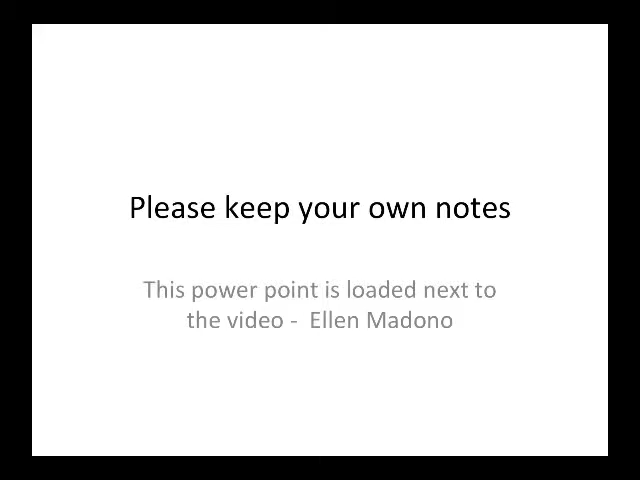 Please keep your own notes
This power point is loaded next to
the video -  Ellen Madono